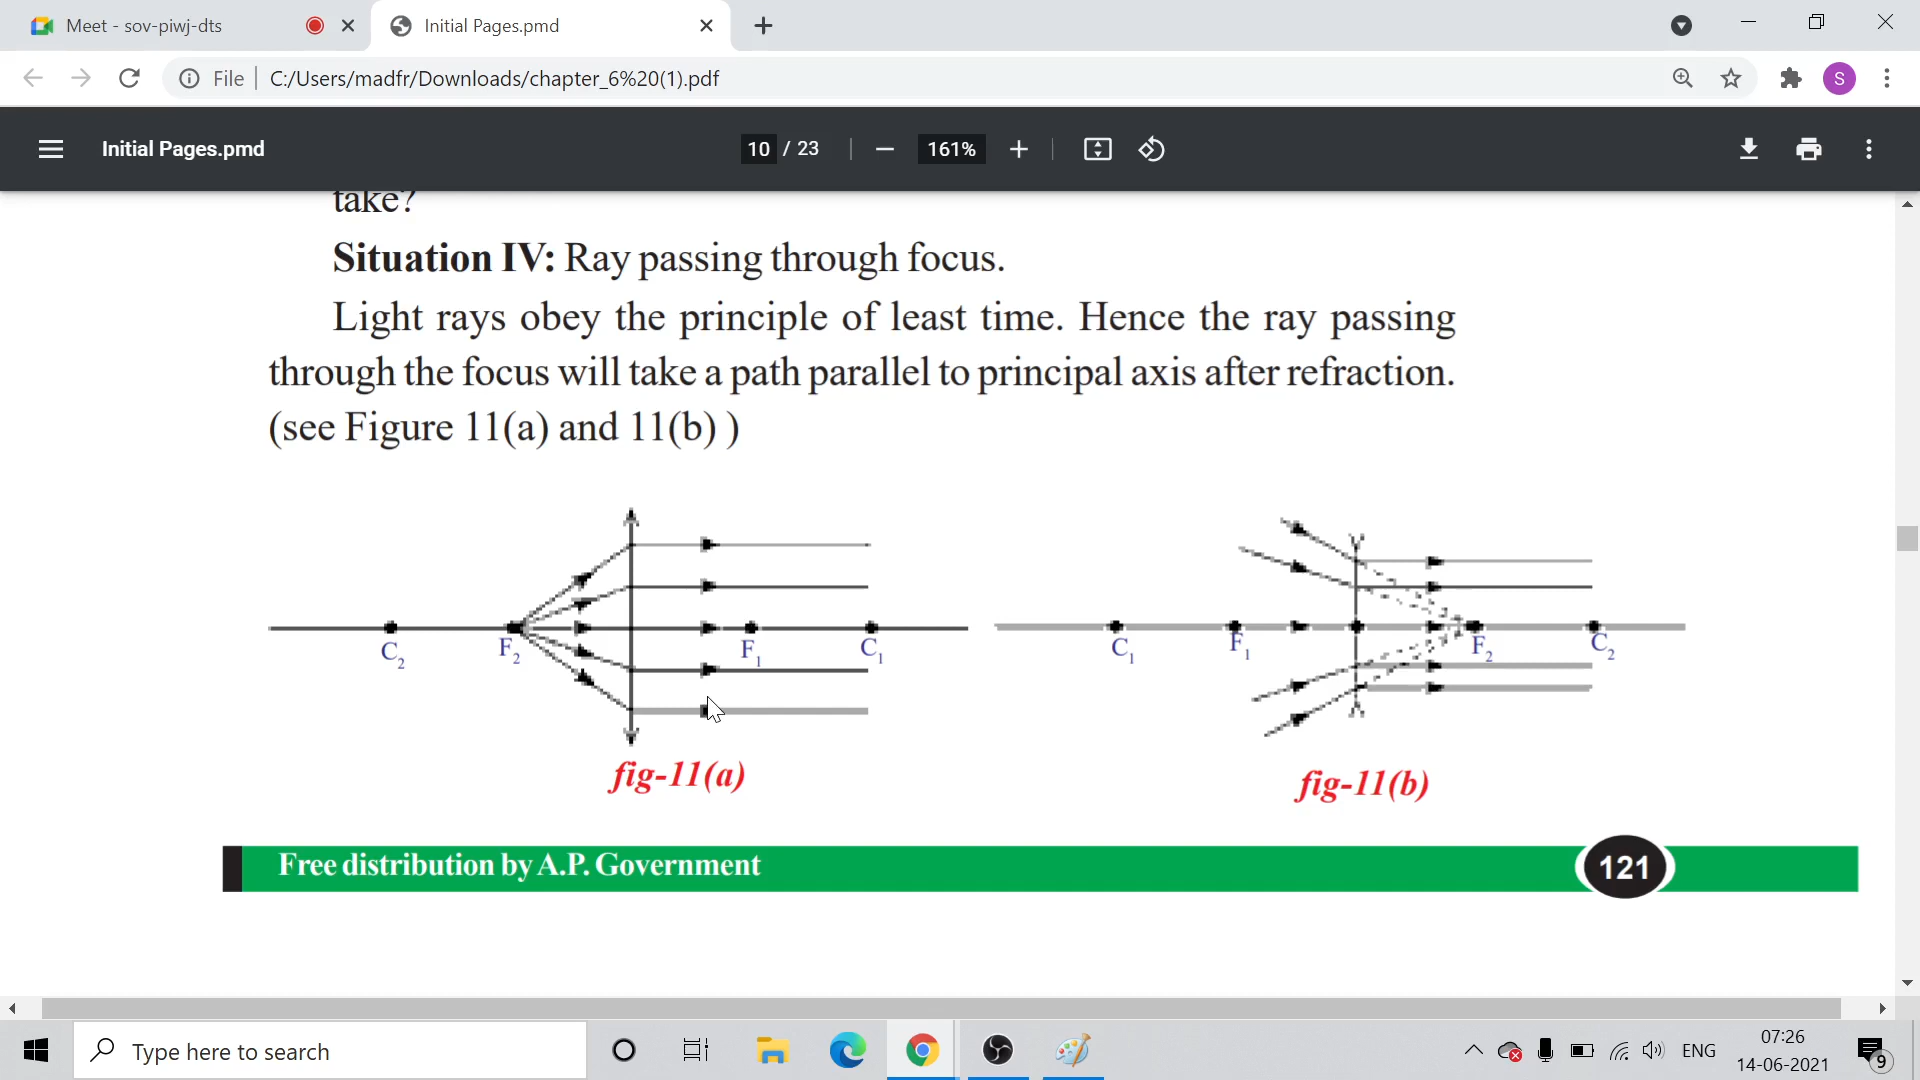 Meet - sov-piwj-dts
Initial Pages.pmd
File
C:/Users/madfr/Downloads/chapter_6%20(1).pdf
S
Initial Pages.pmd
10 / 23
161%
take?
Situation IV: Ray passing through focus.
Light rays obey the principle of least time. Hence the ray passing
through the focus will take a path parallel to principal axis after refraction.
(see Figure 11(a) and 11(b) )
C2 F2 F1 C1
C1 F1 F2 C2
fig-11(a)
fig-11(b)
Free distribution by A.P. Government
121
Type here to search
ENG
07:26
14-06-2021
9